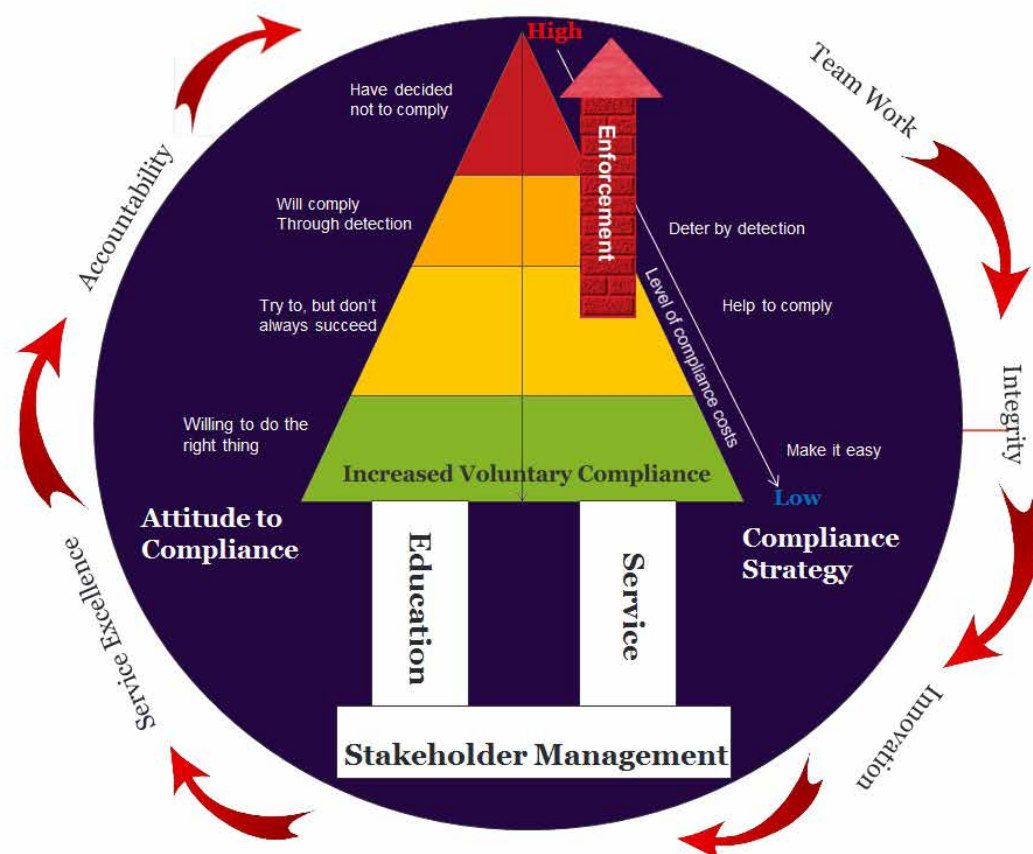 High
Have decided
not to comply
Enforcement
Team Work
Accountability
Will comply
Through detection
Deter by detection
Try to, but don't
always succeed
Level of compliance costs
Help to comply
Integrity
Willing to do the
right thing
Make it easy
Increased Voluntary Compliance
Low
Attitude to
Compliance
Compliance
Strategy
Education
Service
Service Excellence
Innovation
Stakeholder Management